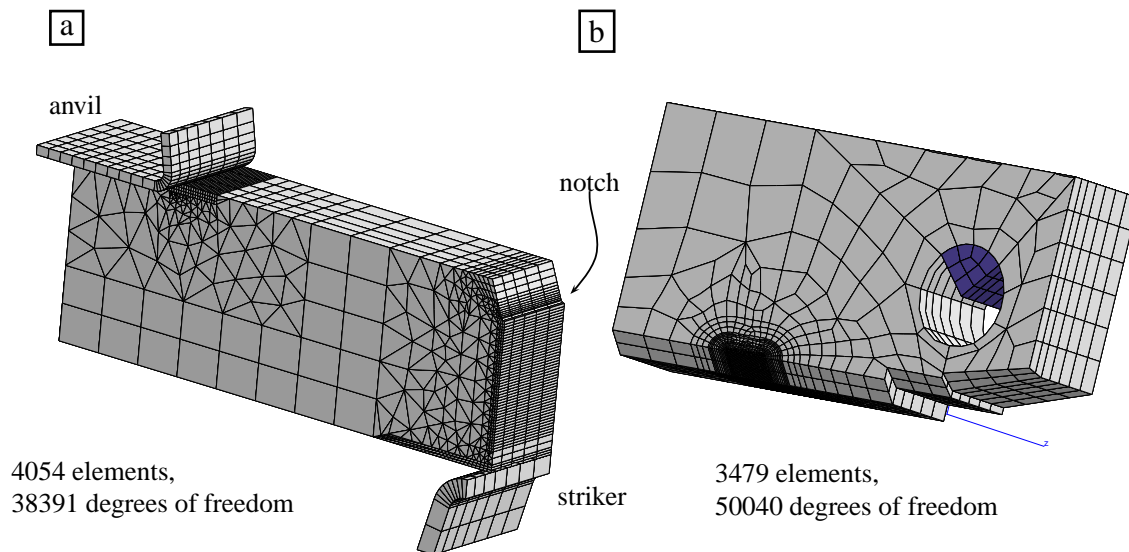 a
b
anvil
notch
z
4054 elements,
38391 degrees of freedom
striker
3479 elements,
50040 degrees of freedom